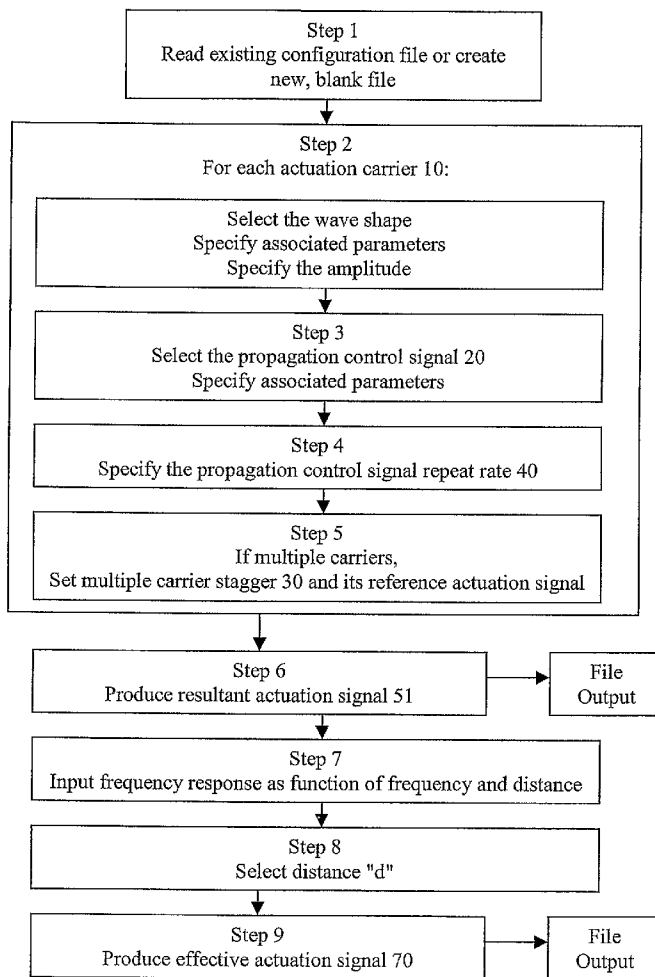 Step 1
Read existing configuration file or create
new, blank file
Step 2
For each actuation carrier 10:
Select the wave shape
Specify associated parameters
Specify the amplitude
Step 3
Select the propagation control signal 20
Specify associated parameters
Step 4
Specify the propagation control signal repeat rate 40
Step 5
If multiple carriers,
Set multiple carrier stagger 30 and its reference actuation signal
Step 6
Produce resultant actuation signal 51
File
Output
Step 7
Input frequency response as function of frequency and distance
Step 8
Select distance "d"
Step 9
Produce effective actuation signal 70
File
Output